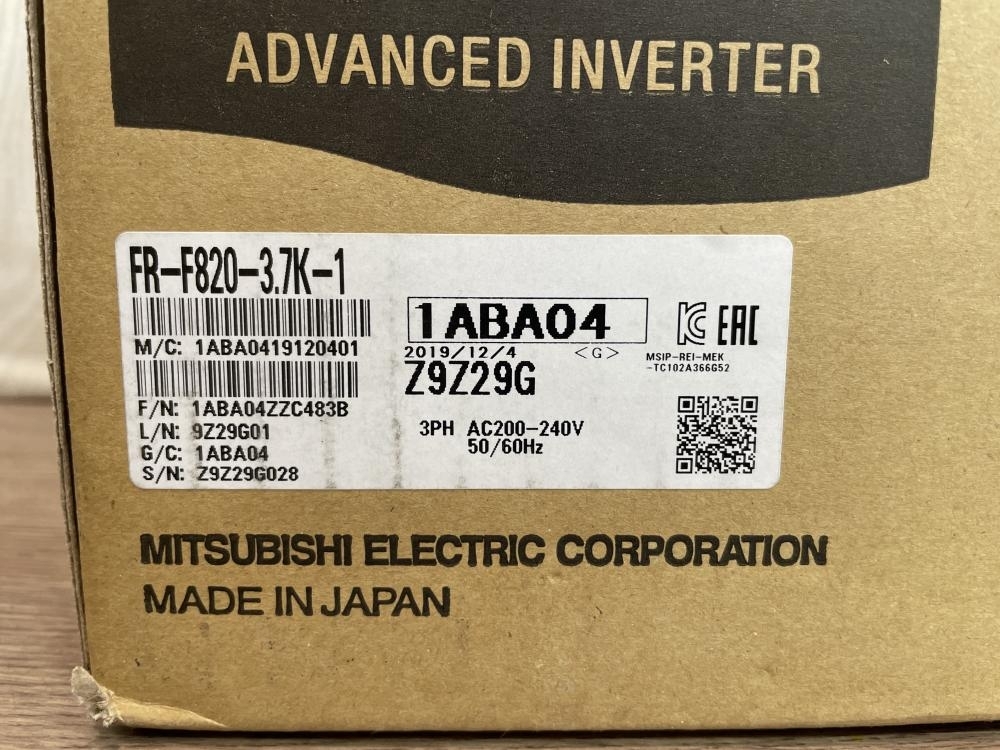 ADVANCED INVERTER
FR-F820-3.7K-1
M/C: 1ABA0419120401
F/N: 1ABA04ZZC483B
L/N: 9Z29G01
G/C: 1ABA04
S/N: Z9Z29G028
1ABA04
2019/12/4 <G>
Z9Z29G
3PH AC200-240V
50/60Hz
EAC
MSIP-REI-MEK
-TC102A366G52
MITSUBISHI ELECTRIC CORPORATION
MADE IN JAPAN